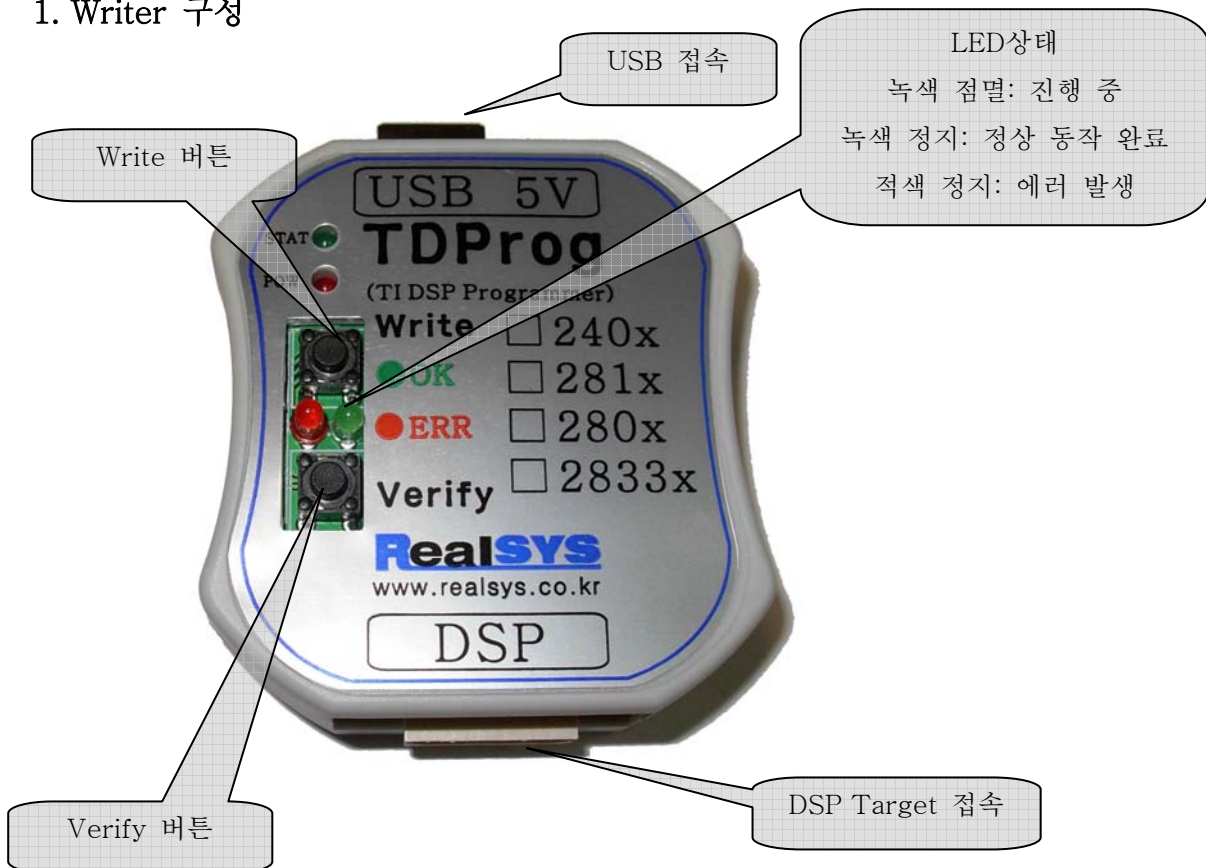 1. Writer 구성
USB 접속
LED상태
녹색 점멸: 진행 중
녹색 정지: 정상 동작 완료
적색 정지: 에러 발생
Write 버튼
USB 5V
STAT
TDProg
(TI DSP Programmer)
Write
240x
OK
281x
ERR
280x
Verify
2833x
RealSYS
www.realsys.co.kr
DSP
DSP Target 접속
Verify 버튼